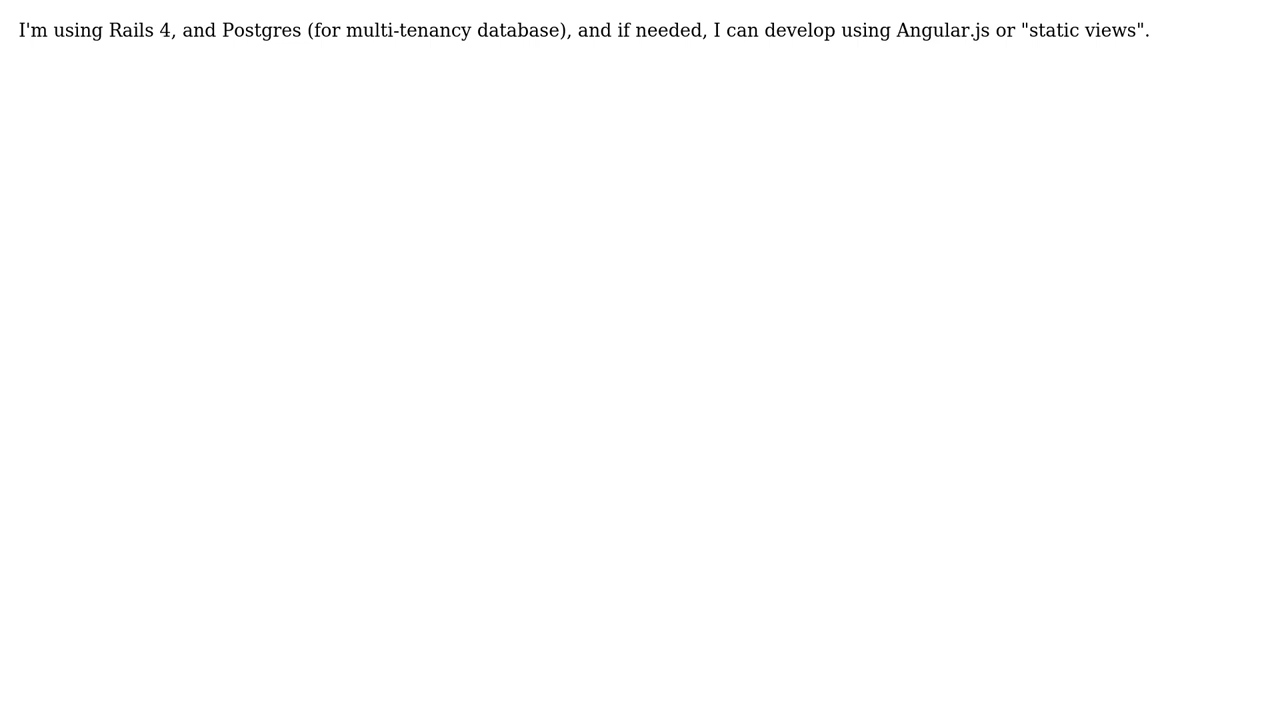 I'm using Rails 4, and Postgres (for multi-tenancy database), and if needed, I can develop using Angular.js or "static views".